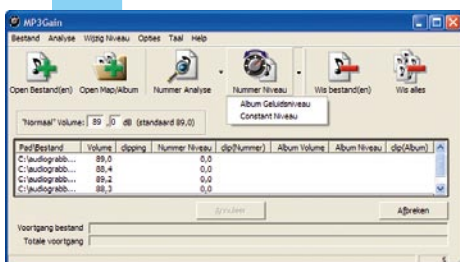 MP3Gain
Bestand Analyse Wijzig Niveau Opties Taal Help
Open Bestand(en) Open Map/Album Nummer Analyse Nummer Niveau Wis bestand(en) Wis alles
Album Geluidsniveau
Constant Niveau
"Normaal" Volume: 89 ,0 dB (standaard 89,0)
Pad\Bestand Volume clipping Nummer Niveau clip(Nummer) Album Volume Album Niveau clip(Album)
C:\audiograbb... 89,0 0,0
C:\audiograbb... 88,4 0,0
C:\audiograbb... 89,2 0,0
C:\audiograbb... 88,3 0,0
Annuleer Afbreken
Voortgang bestand
Totale voortgang
5